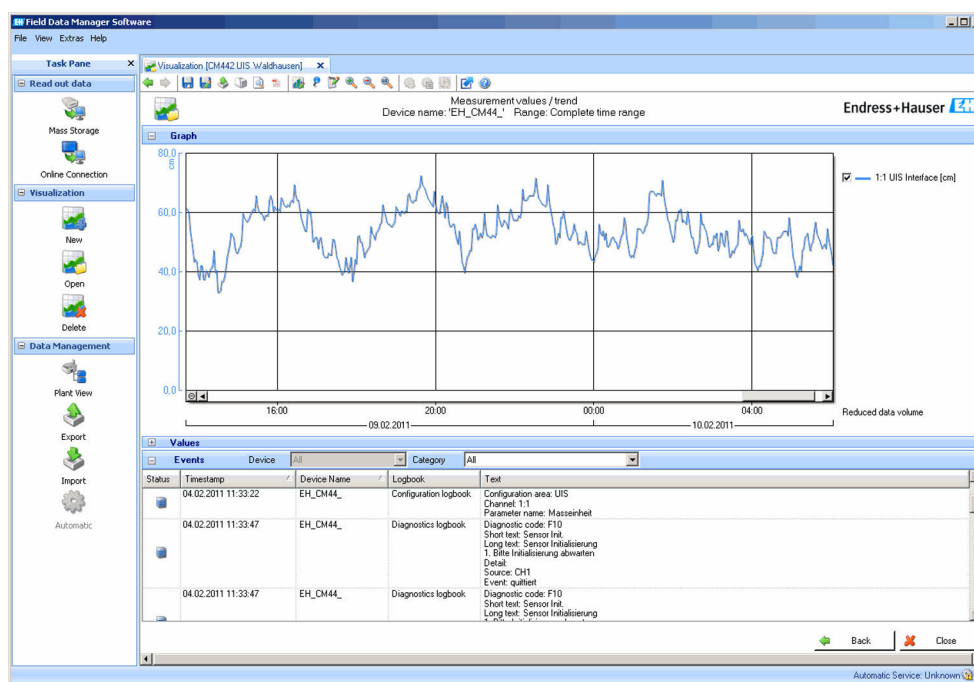 Field Data Manager Software
File View Extras Help
Task Pane X
Read out data
Mass Storage
Online Connection
Visualization
New
Open
Delete
Data Management
Plant View
Export
Import
Automatic
Visualization [CM442 UIS Waldhausen] X
Measurement values / trend
Device name: 'EH_CM44_' Range: Complete time range
Endress+Hauser
Graph
80,0
cm
60,0
40,0
20,0
0,0
1:1 UIS Interface [cm]
16:00 20:00 00:00 04:00
09.02.2011 10.02.2011
Reduced data volume
Values
Events Device All Category All
Status Timestamp Device Name Logbook Text
04.02.2011 11:33:22 EH_CM44_ Configuration logbook Configuration area: UIS
Channel: 1:1
Parameter name: Masseinheit
04.02.2011 11:33:47 EH_CM44_ Diagnostics logbook Diagnostic code: F10
Short text: Sensor Init.
Long text: Sensor Initialisierung
1. Bitte Initialisierung abwarten
Detail:
Source: CH1
Event: quittiert
04.02.2011 11:33:47 EH_CM44_ Diagnostics logbook Diagnostic code: F10
Short text: Sensor Init.
Long text: Sensor Initialisierung
Back Close
Automatic Service: Unknown